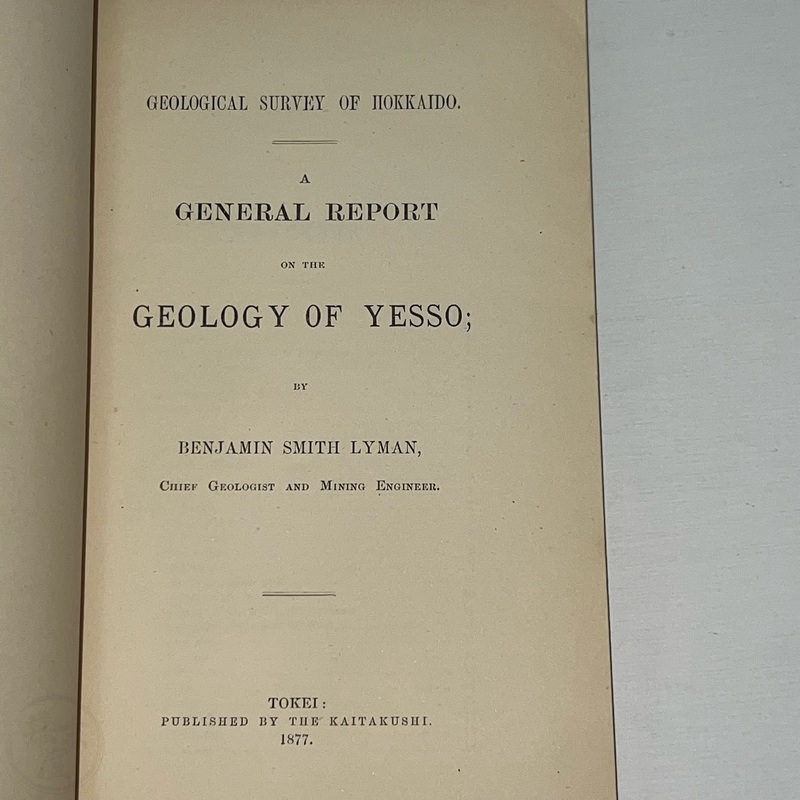 GEOLOGICAL SURVEY OF HOKKAIDO.
A
GENERAL REPORT
ON THE
GEOLOGY OF YESSO;
BY
BENJAMIN SMITH LYMAN,
CHIEF GEOLOGIST AND MINING ENGINEER.
TOKEI:
PUBLISHED BY THE KAITAKUSHI.
1877.